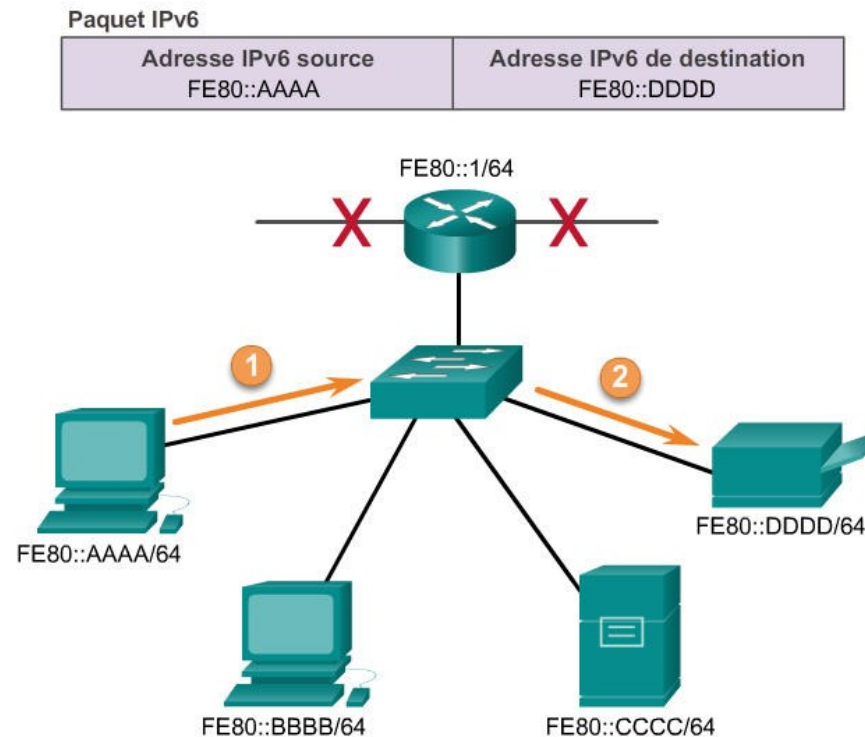 Paquet IPv6
Adresse IPv6 source
FE80::AAAA
Adresse IPv6 de destination
FE80::DDDD
FE80::1/64
1
2
FE80::AAAA/64
FE80::DDDD/64
FE80::BBBB/64
FE80::CCCC/64